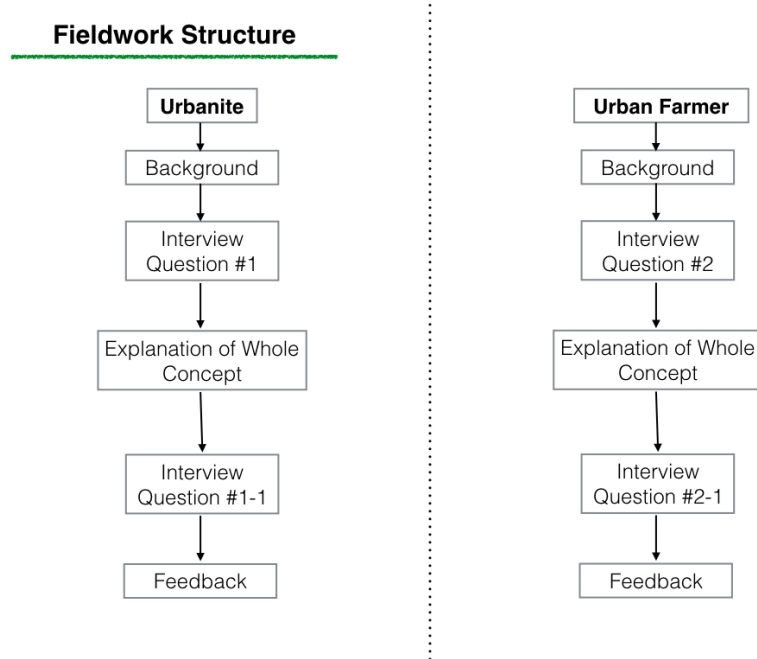 Fieldwork Structure
Urbanite
Background
Interview
Question #1
Explanation of Whole
Concept
Interview
Question #1-1
Feedback
Urban Farmer
Background
Interview
Question #2
Explanation of Whole
Concept
Interview
Question #2-1
Feedback